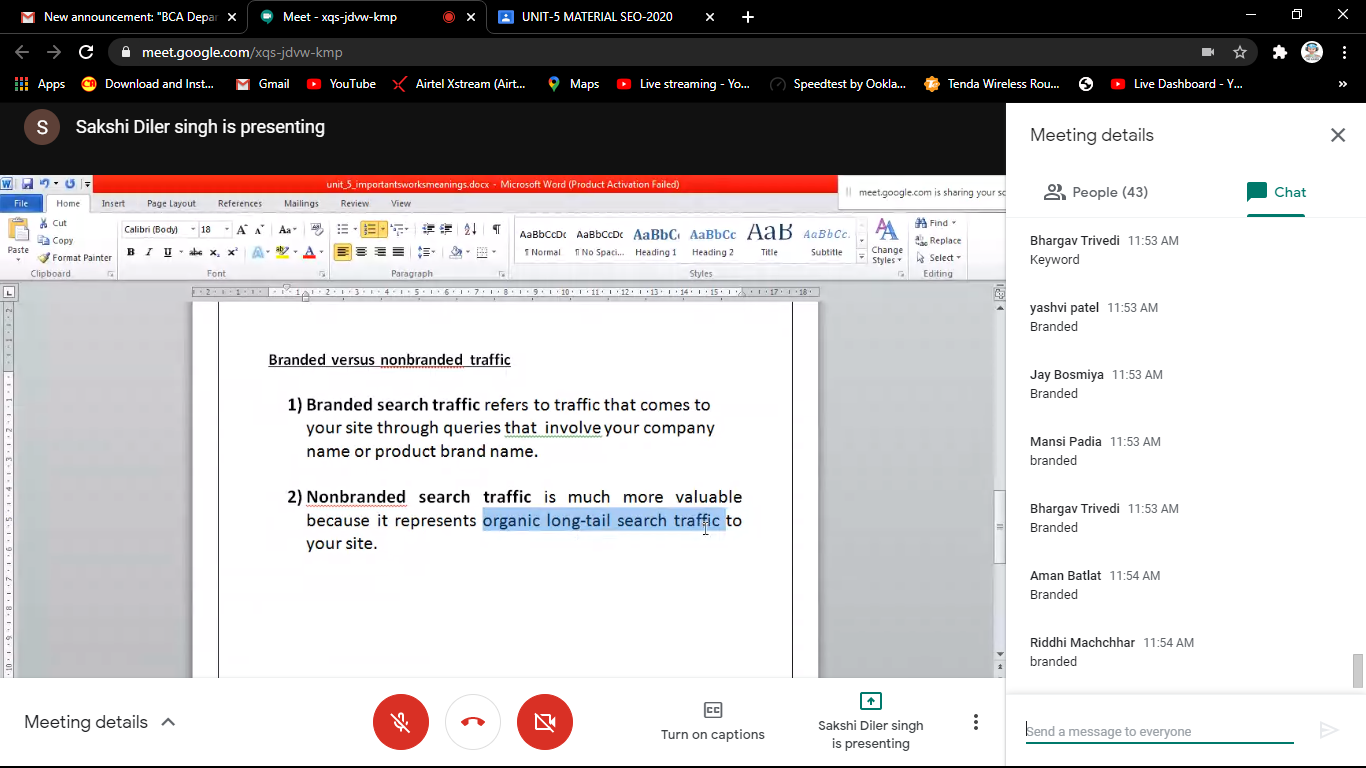 New announcement: "BCA Depar
Meet - xqs-jdvw-kmp
UNIT-5 MATERIAL SEO-2020
meet.google.com/xqs-jdvw-kmp
Apps
Download and Inst...
Gmail
YouTube
Airtel Xstream (Airt...
Maps
Live streaming - Yo...
Speedtest by Ookla...
Tenda Wireless Rou...
Live Dashboard - Y...
»
S
Sakshi Diler singh is presenting
unit_5_importantsworksmeanings.docx - Microsoft Word (Product Activation Failed)
meet.google.com is sharing your sc
File
Home
Insert
Page Layout
References
Mailings
Review
View
Paste
Cut
Copy
Format Painter
Clipboard
Calibri (Body)
18
Font
Paragraph
AaBbCcDc
¶ Normal
AaBbCcDc
¶ No Spaci...
AaBbC
Heading 1
AaBbCc
Heading 2
AaB
Title
AaBbCc.
Subtitle
Change
Styles
Styles
Find
Replace
Select
Editing
Branded versus nonbranded traffic
1) Branded search traffic refers to traffic that comes to
your site through queries that involve your company
name or product brand name.
2) Nonbranded search traffic is much more valuable
because it represents organic long-tail search traffic to
your site.
Meeting details
People (43)
Chat
Bhargav Trivedi 11:53 AM
Keyword
yashvi patel 11:53 AM
Branded
Jay Bosmiya 11:53 AM
Branded
Mansi Padia 11:53 AM
branded
Bhargav Trivedi 11:53 AM
Branded
Aman Batlat 11:54 AM
Branded
Riddhi Machchhar 11:54 AM
branded
Send a message to everyone
Meeting details
Turn on captions
Sakshi Diler singh
is presenting